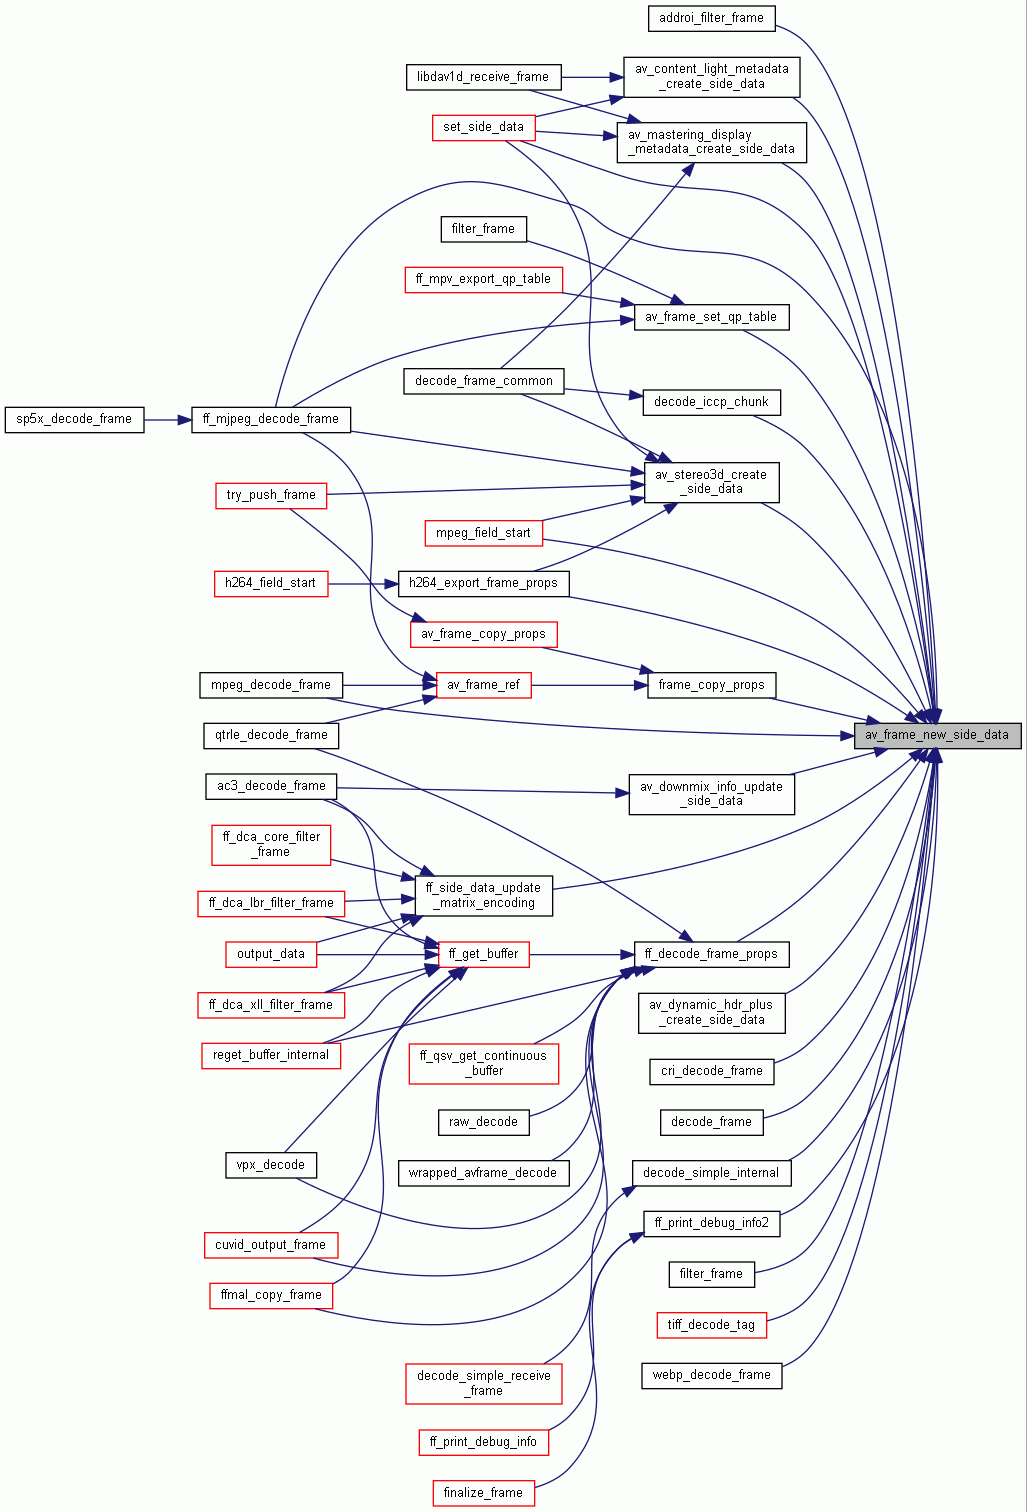 addroi_filter_frame
av_content_light_metadata
_create_side_data
libdav1d_receive_frame
set_side_data
av_mastering_display
_metadata_create_side_data
filter_frame
ff_mpv_export_qp_table
av_frame_set_qp_table
decode_frame_common
decode_iccp_chunk
sp5x_decode_frame
ff_mjpeg_decode_frame
av_stereo3d_create
_side_data
try_push_frame
mpeg_field_start
h264_field_start
h264_export_frame_props
av_frame_copy_props
mpeg_decode_frame
av_frame_ref
frame_copy_props
qtrle_decode_frame
av_frame_new_side_data
ac3_decode_frame
av_downmix_info_update
_side_data
ff_dca_core_filter
_frame
ff_side_data_update
_matrix_encoding
ff_dca_lbr_filter_frame
output_data
ff_get_buffer
ff_decode_frame_props
ff_dca_xll_filter_frame
av_dynamic_hdr_plus
_create_side_data
reget_buffer_internal
ff_qsv_get_continuous
_buffer
cri_decode_frame
raw_decode
decode_frame
vpx_decode
wrapped_avframe_decode
decode_simple_internal
cuvid_output_frame
ff_print_debug_info2
ffmal_copy_frame
filter_frame
tiff_decode_tag
decode_simple_receive
_frame
webp_decode_frame
ff_print_debug_info
finalize_frame